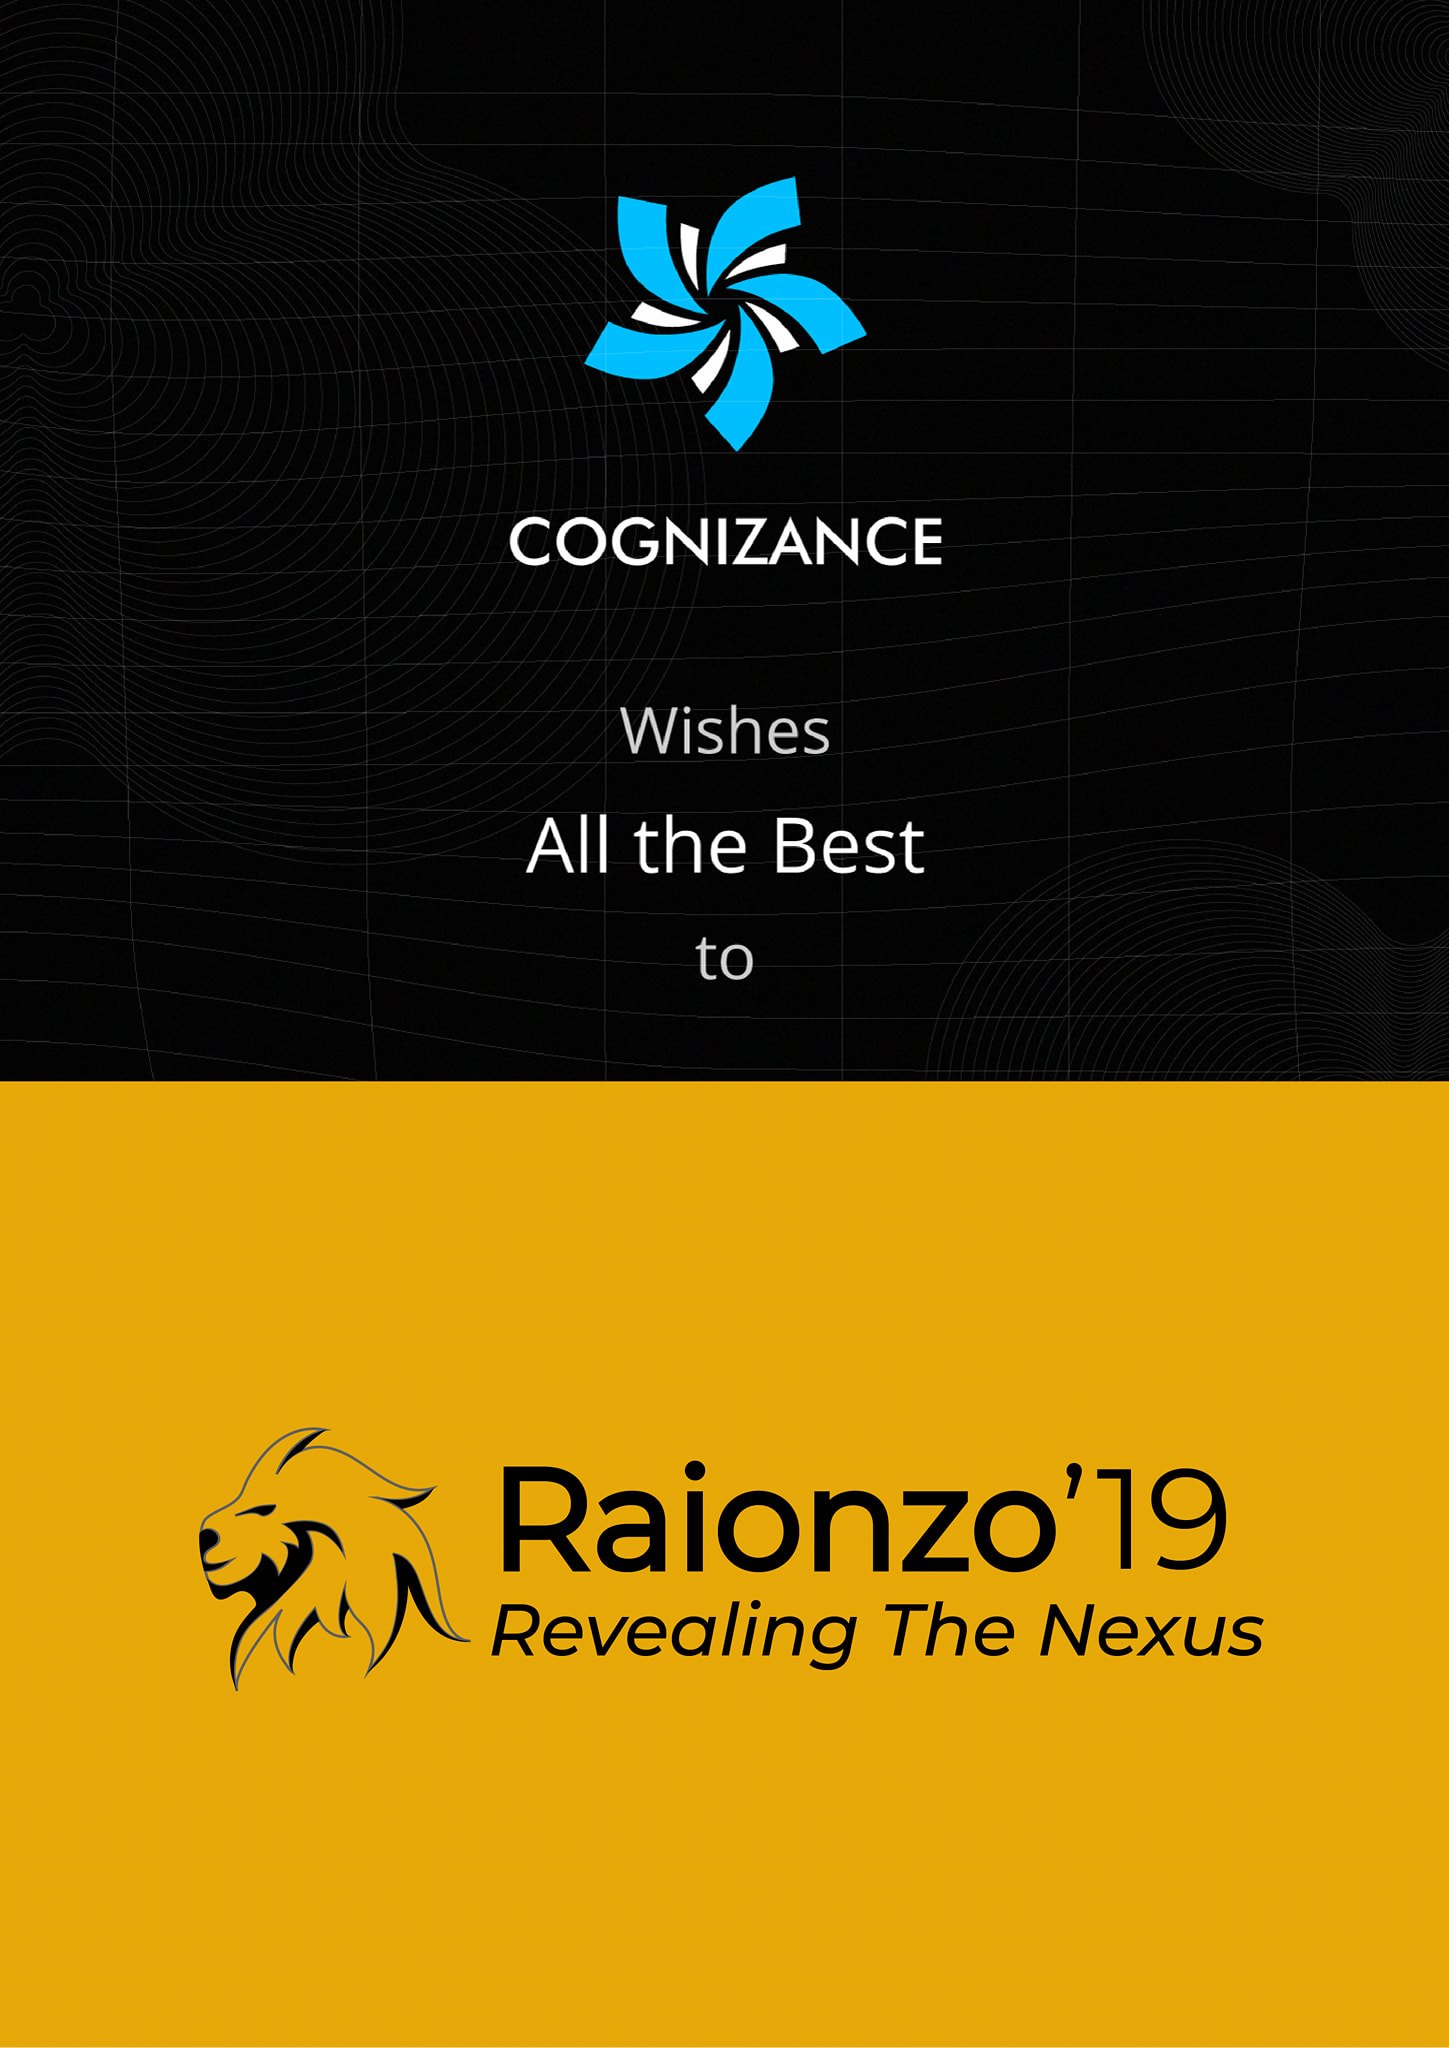 COGNIZANCE
Wishes
All the Best
to
Raionzo’19
Revealing The Nexus